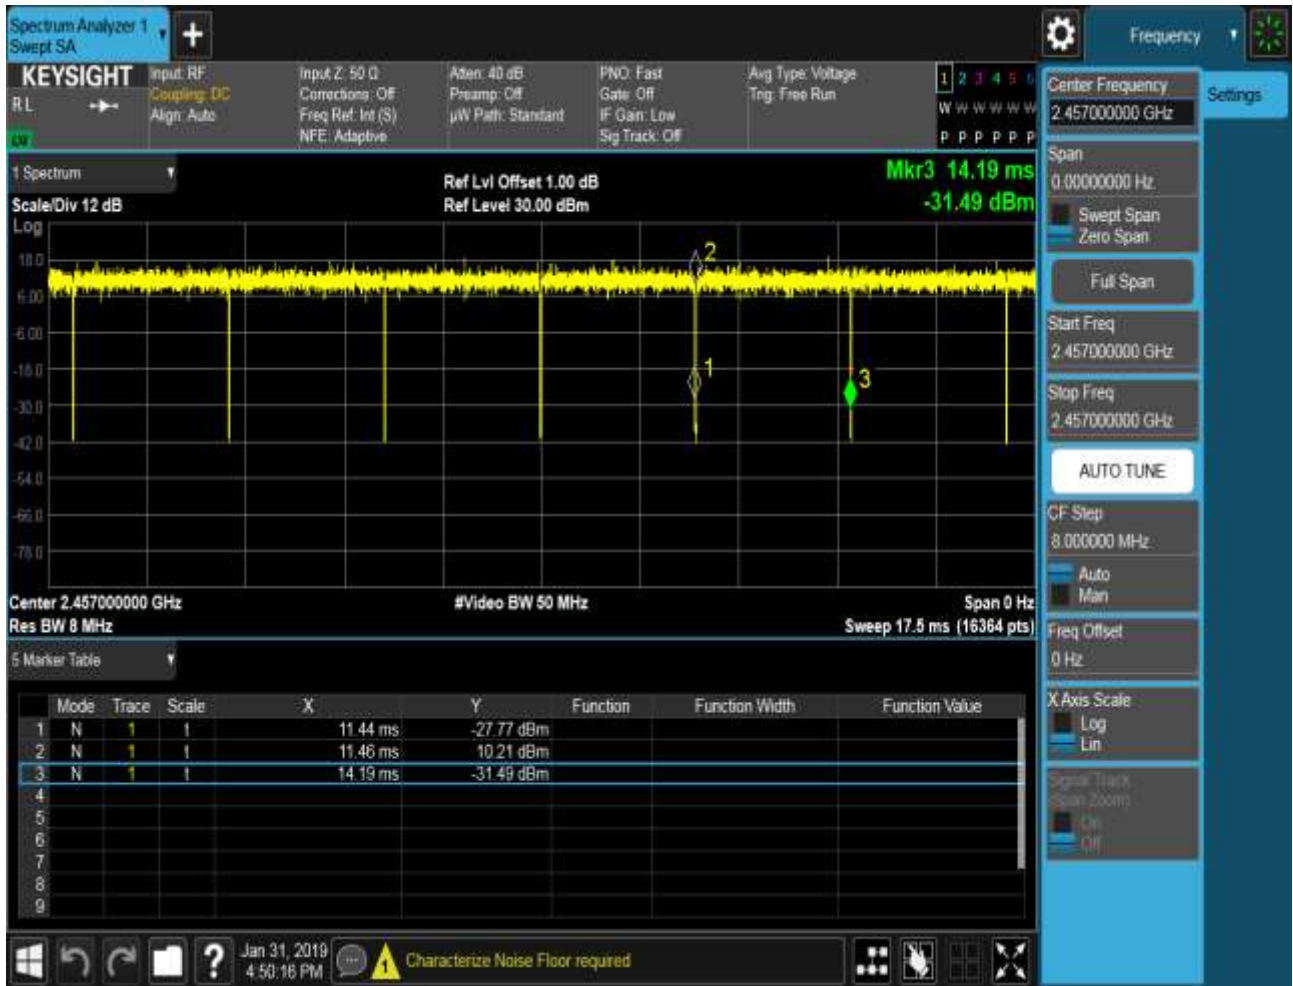 Spectrum Analyzer 1
Swept SA
+
Frequency
KEYSIGHT
R L
Input: RF
Coupling: DC
Align: Auto
Input Z: 50 Ω
Corrections: Off
Freq Ref: Int (S)
NFE: Adaptive
Atten: 40 dB
Preamp: Off
µW Path: Standard
PNO: Fast
Gate: Off
IF Gain: Low
Sig Track: Off
Avg Type: Voltage
Trig: Free Run
1 2 3 4 5 6
W W W W W W
P P P P P P
Center Frequency
2.457000000 GHz
Settings
1 Spectrum
Scale/Div 12 dB
Ref Lvl Offset 1.00 dB
Ref Level 30.00 dBm
Mkr3 14.19 ms
-31.49 dBm
Log
18.0
6.00
-6.00
-18.0
-30.0
-42.0
-54.0
-66.0
-78.0
2
1
3
Center 2.457000000 GHz
Res BW 8 MHz
#Video BW 50 MHz
Span 0 Hz
Sweep 17.5 ms (16364 pts)
Span
0.00000000 Hz
Swept Span
Zero Span
Full Span
Start Freq
2.457000000 GHz
Stop Freq
2.457000000 GHz
AUTO TUNE
CF Step
8.000000 MHz
Auto
Man
Freq Offset
0 Hz
X Axis Scale
Log
Lin
Signal Track
(Span Zoom)
On
Off
5 Marker Table
Mode Trace Scale X Y Function Function Width Function Value
1 N 1 t 11.44 ms -27.77 dBm
2 N 1 t 11.46 ms 10.21 dBm
3 N 1 t 14.19 ms -31.49 dBm
4
5
6
7
8
9
?
Jan 31, 2019
4:50:16 PM
1
Characterize Noise Floor required